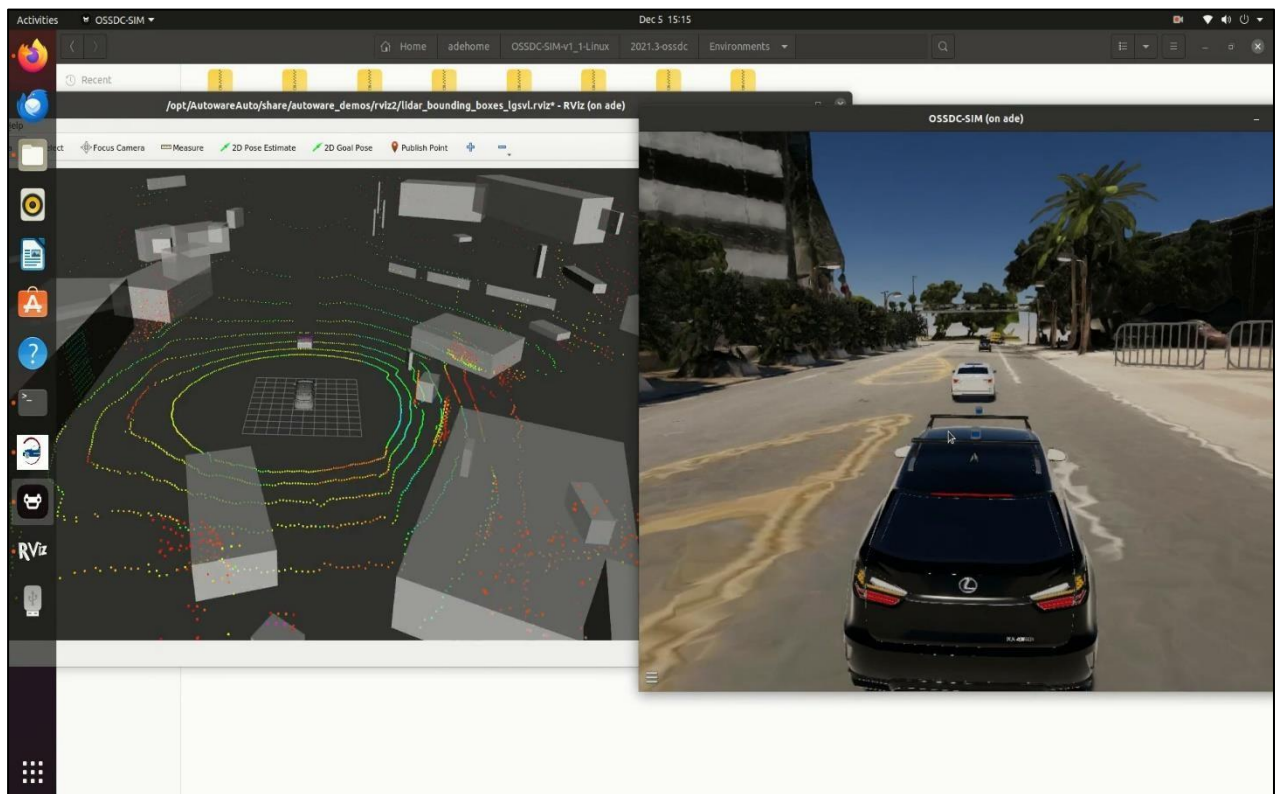 Activities
OSSDC-SIM
Dec 5 15:15
Home
adehome
OSSDC-SIM-v1_1-Linux
2021.3-ossdc
Environments
Recent
/opt/AutowareAuto/share/autoware_demos/rviz2/lidar_bounding_boxes_lgsvl.rviz* - RViz (on ade)
OSSDC-SIM (on ade)
Focus Camera
Measure
2D Pose Estimate
2D Goal Pose
Publish Point
RViz